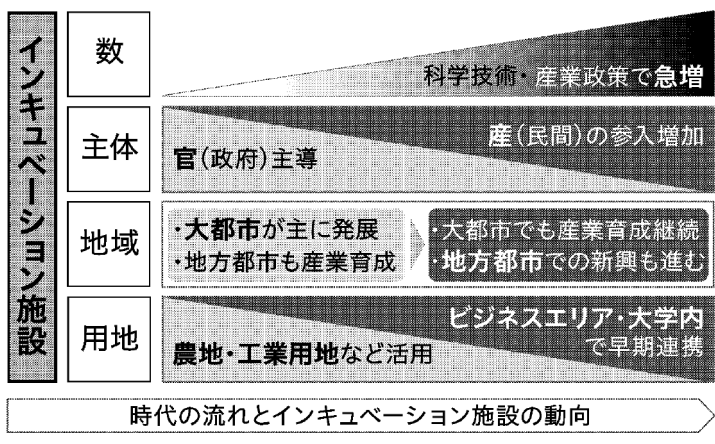 インキュベーション施設
数
科学技術・産業政策で急増
主体
産(民間)の参入増加
官(政府)主導
地域
・大都市が主に発展
・地方都市も産業育成
・大都市でも産業育成継続
・地方都市での新興も進む
用地
ビジネスエリア・大学内
で早期連携
農地・工業用地など活用
時代の流れとインキュベーション施設の動向